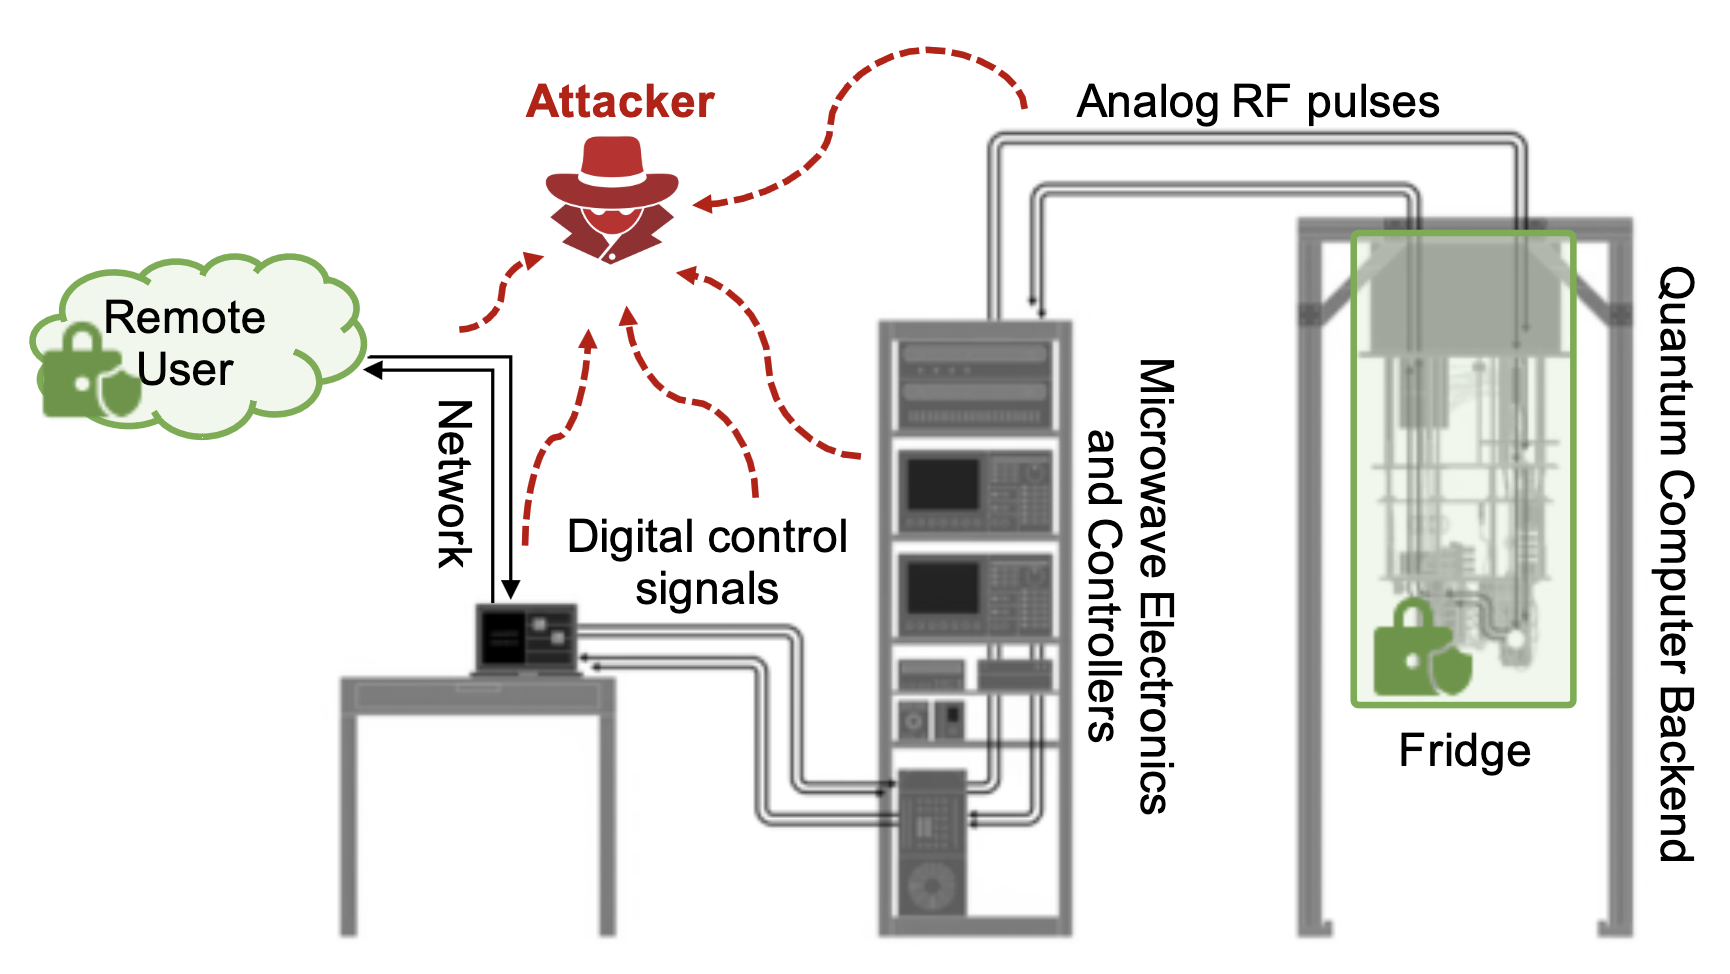 Attacker
Analog RF pulses
Remote
User
Network
Digital control
signals
Microwave Electronics
and Controllers
Fridge
Quantum Computer Backend